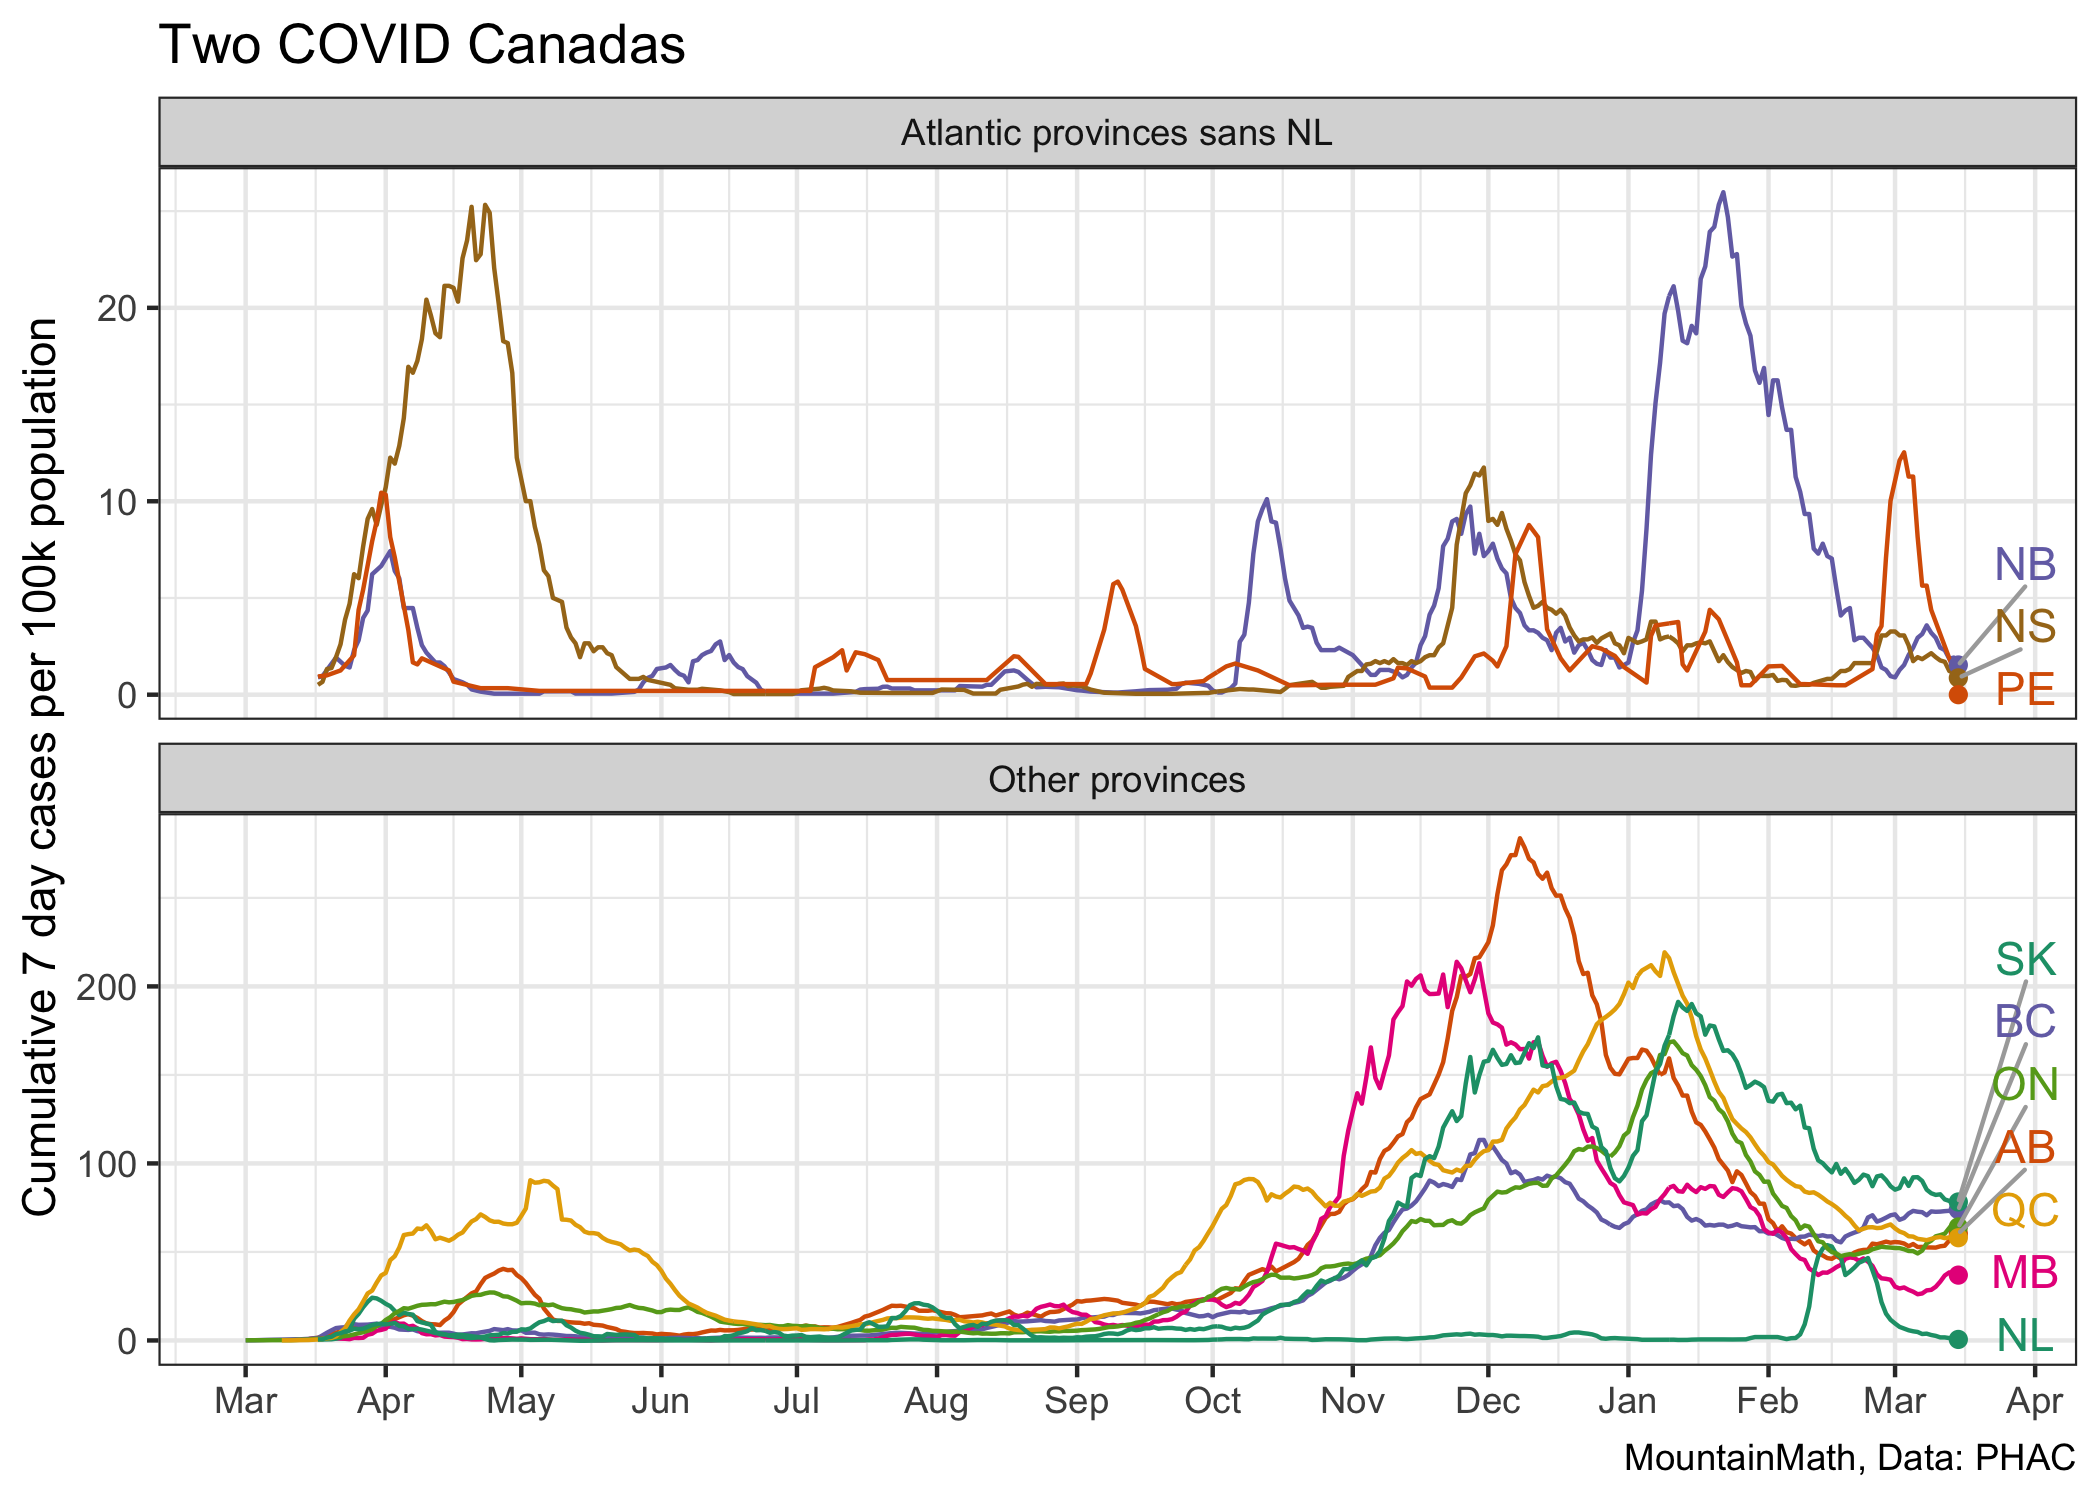 Two COVID Canadas
Atlantic provinces sans NL
Cumulative 7 day cases per 100k population
20
10
0
NB
NS
PE
Other provinces
200
100
0
SK
BC
ON
AB
QC
MB
NL
Mar Apr May Jun Jul Aug Sep Oct Nov Dec Jan Feb Mar Apr
MountainMath, Data: PHAC